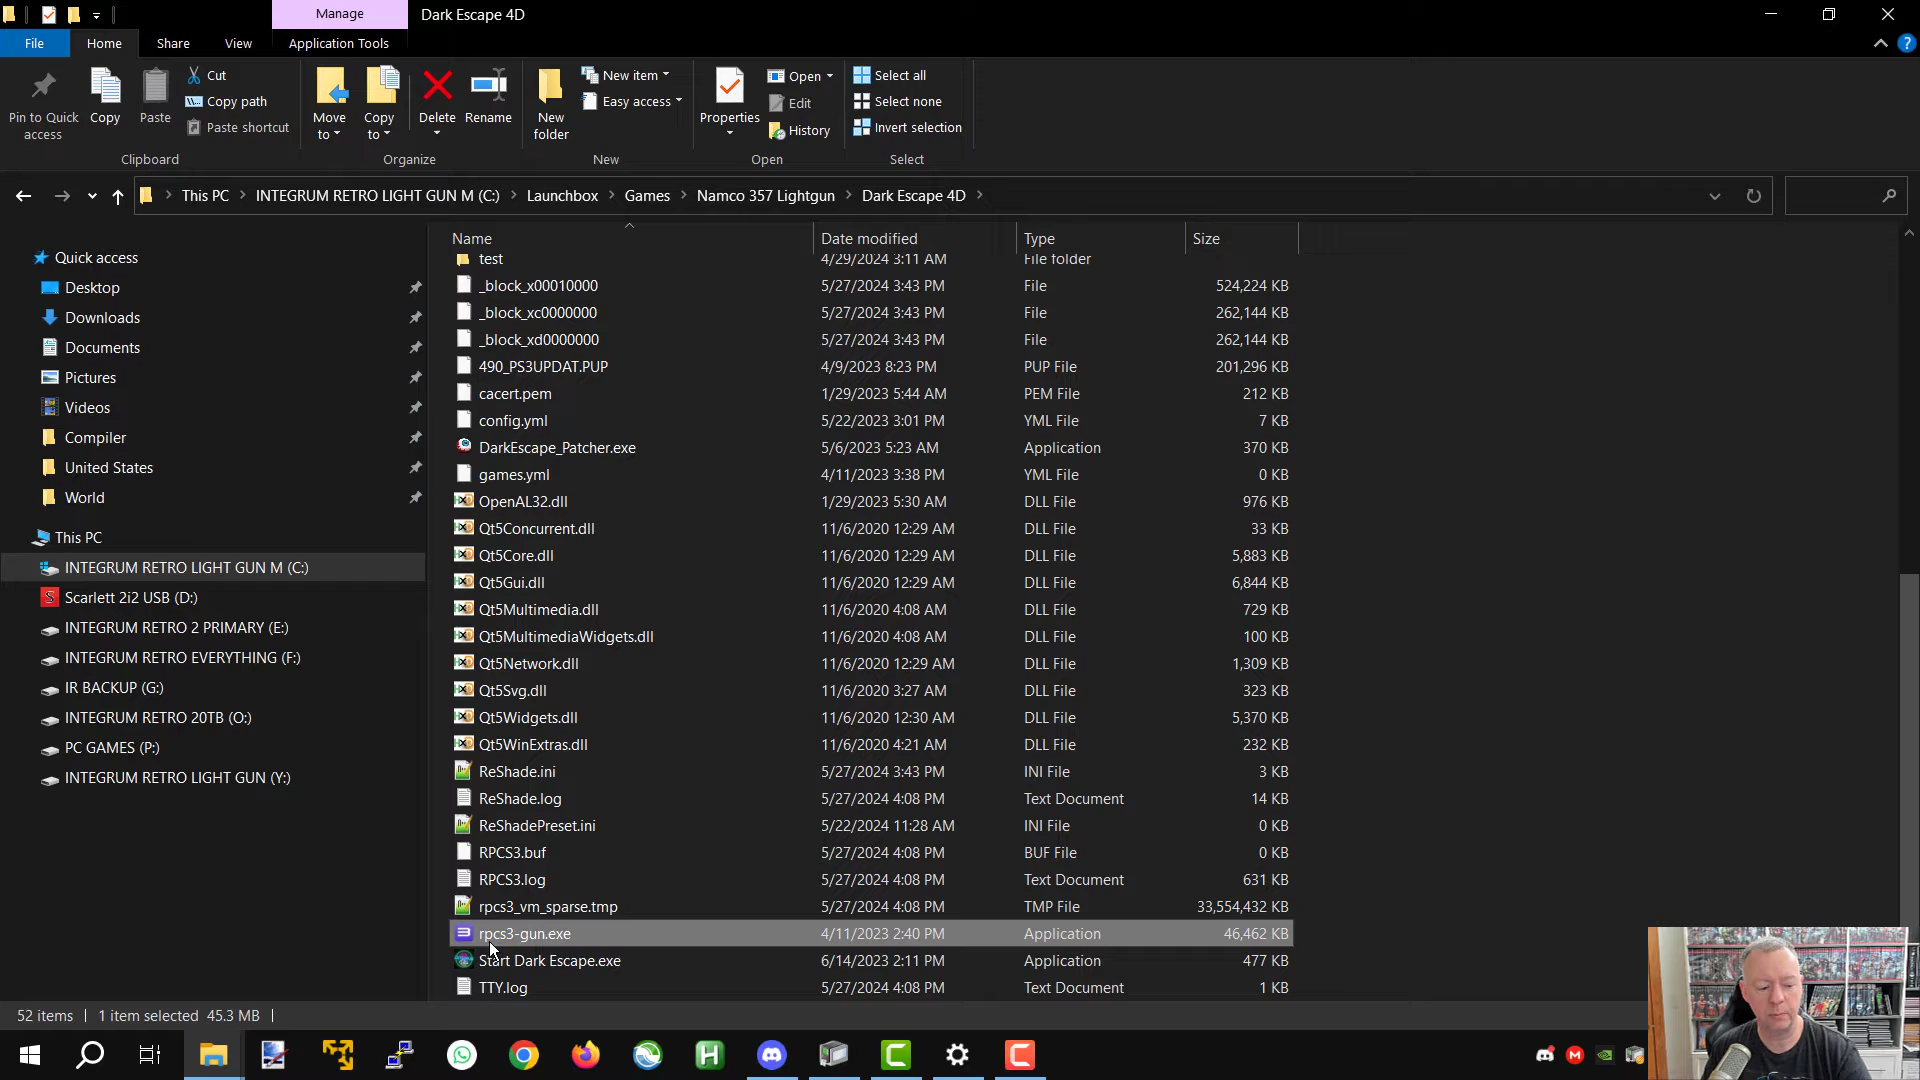 Manage
Dark Escape 4D
File
Home
Share
View
Application Tools
Pin to Quick access
Copy
Paste
Cut
Copy path
Paste shortcut
Move to
Copy to
Delete
Rename
New folder
New item
Easy access
Properties
Open
Edit
History
Select all
Select none
Invert selection
Clipboard
Organize
New
Open
Select
This PC
INTEGRUM RETRO LIGHT GUN M (C:)
Launchbox
Games
Namco 357 Lightgun
Dark Escape 4D
Quick access
Desktop
Downloads
Documents
Pictures
Videos
Compiler
United States
World
This PC
INTEGRUM RETRO LIGHT GUN M (C:)
Scarlett 2i2 USB (D:)
INTEGRUM RETRO 2 PRIMARY (E:)
INTEGRUM RETRO EVERYTHING (F:)
IR BACKUP (G:)
INTEGRUM RETRO 20TB (O:)
PC GAMES (P:)
INTEGRUM RETRO LIGHT GUN (Y:)
Name Date modified Type Size
test 4/29/2024 3:11 AM File folder
_block_x00010000 5/27/2024 3:43 PM File 524,224 KB
_block_xc0000000 5/27/2024 3:43 PM File 262,144 KB
_block_xd0000000 5/27/2024 3:43 PM File 262,144 KB
490_PS3UPDAT.PUP 4/9/2023 8:23 PM PUP File 201,296 KB
cacert.pem 1/29/2023 5:44 AM PEM File 212 KB
config.yml 5/22/2023 3:01 PM YML File 7 KB
DarkEscape_Patcher.exe 5/6/2023 5:23 AM Application 370 KB
games.yml 4/11/2023 3:38 PM YML File 0 KB
OpenAL32.dll 1/29/2023 5:30 AM DLL File 976 KB
Qt5Concurrent.dll 11/6/2020 12:29 AM DLL File 33 KB
Qt5Core.dll 11/6/2020 12:29 AM DLL File 5,883 KB
Qt5Gui.dll 11/6/2020 12:29 AM DLL File 6,844 KB
Qt5Multimedia.dll 11/6/2020 4:08 AM DLL File 729 KB
Qt5MultimediaWidgets.dll 11/6/2020 4:08 AM DLL File 100 KB
Qt5Network.dll 11/6/2020 12:29 AM DLL File 1,309 KB
Qt5Svg.dll 11/6/2020 3:27 AM DLL File 323 KB
Qt5Widgets.dll 11/6/2020 12:30 AM DLL File 5,370 KB
Qt5WinExtras.dll 11/6/2020 4:21 AM DLL File 232 KB
ReShade.ini 5/27/2024 3:43 PM INI File 3 KB
ReShade.log 5/27/2024 4:08 PM Text Document 14 KB
ReShadePreset.ini 5/22/2024 11:28 AM INI File 0 KB
RPCS3.buf 5/27/2024 4:08 PM BUF File 0 KB
RPCS3.log 5/27/2024 4:08 PM Text Document 631 KB
rpcs3_vm_sparse.tmp 5/27/2024 4:08 PM TMP File 33,554,432 KB
rpcs3-gun.exe 4/11/2023 2:40 PM Application 46,462 KB
Start Dark Escape.exe 6/14/2023 2:11 PM Application 477 KB
TTY.log 5/27/2024 4:08 PM Text Document 1 KB
52 items 1 item selected 45.3 MB